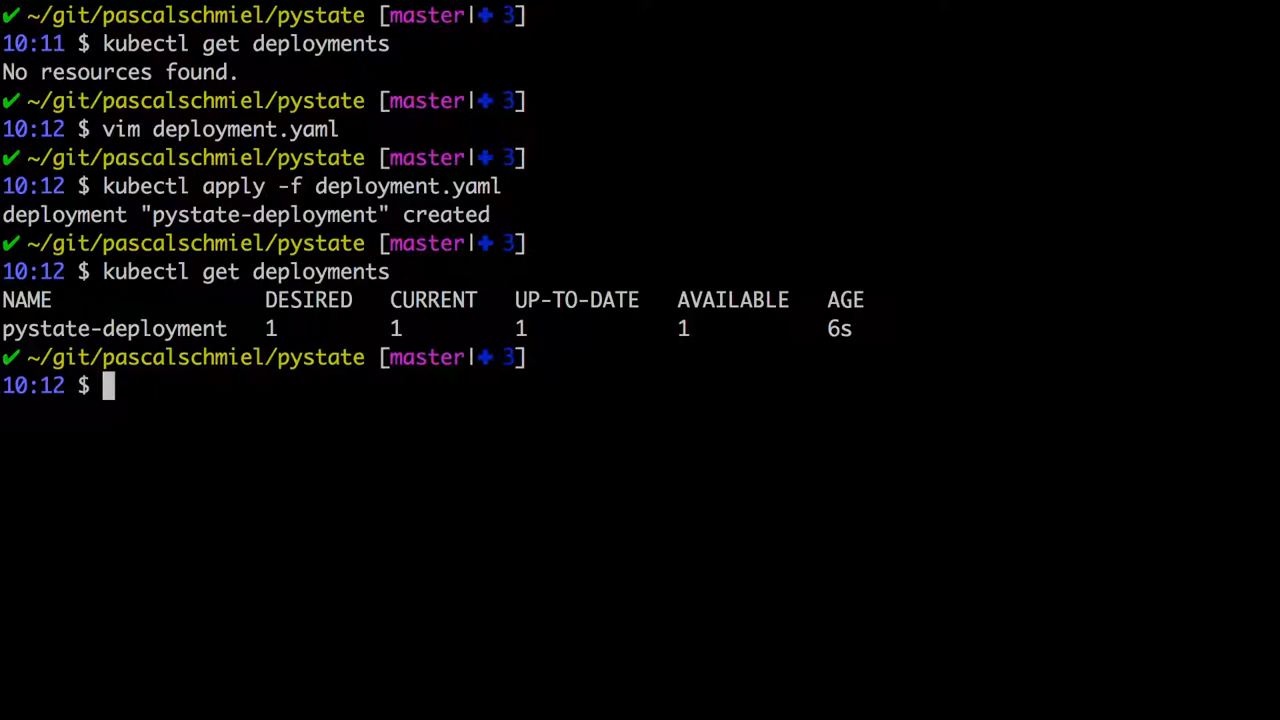 ✔ ~/git/pascalschmiel/pystate [master|✚ 3]
10:11 $ kubectl get deployments
No resources found.
✔ ~/git/pascalschmiel/pystate [master|✚ 3]
10:12 $ vim deployment.yaml
✔ ~/git/pascalschmiel/pystate [master|✚ 3]
10:12 $ kubectl apply -f deployment.yaml
deployment "pystate-deployment" created
✔ ~/git/pascalschmiel/pystate [master|✚ 3]
10:12 $ kubectl get deployments
NAME                 DESIRED   CURRENT   UP-TO-DATE   AVAILABLE   AGE
pystate-deployment   1         1         1            1           6s
✔ ~/git/pascalschmiel/pystate [master|✚ 3]
10:12 $